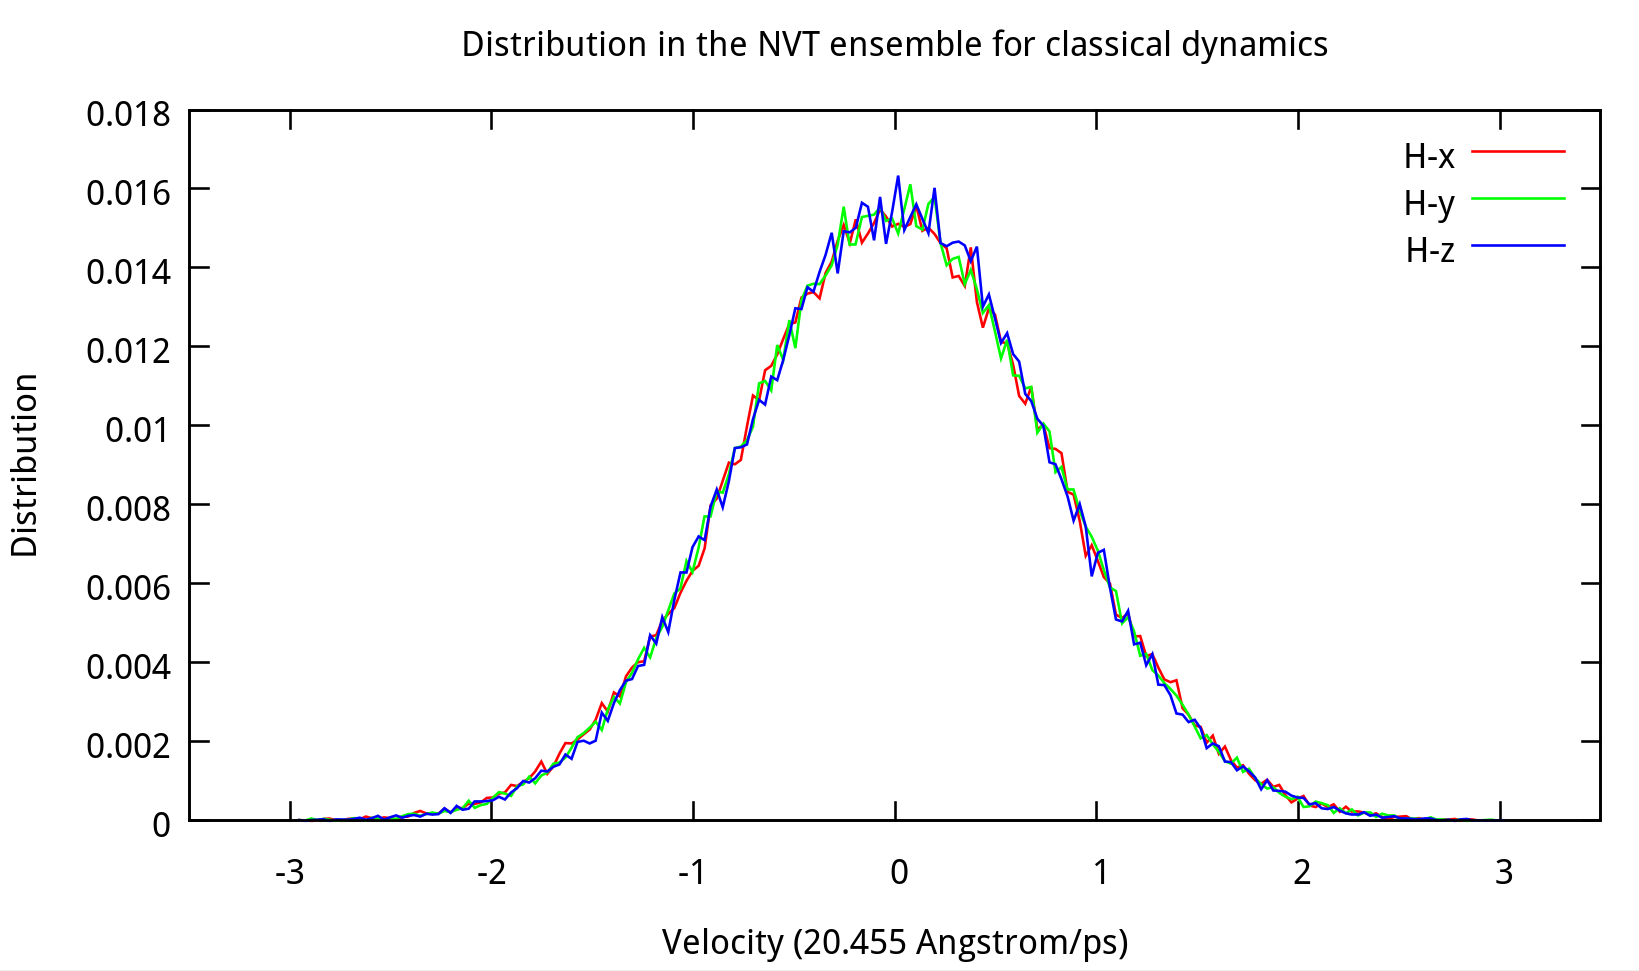 Distribution in the NVT ensemble for classical dynamics
0.018
0.016
0.014
0.012
0.01
0.008
0.006
0.004
0.002
0
Distribution
H-x
H-y
H-z
-3 -2 -1 0 1 2 3
Velocity (20.455 Angstrom/ps)